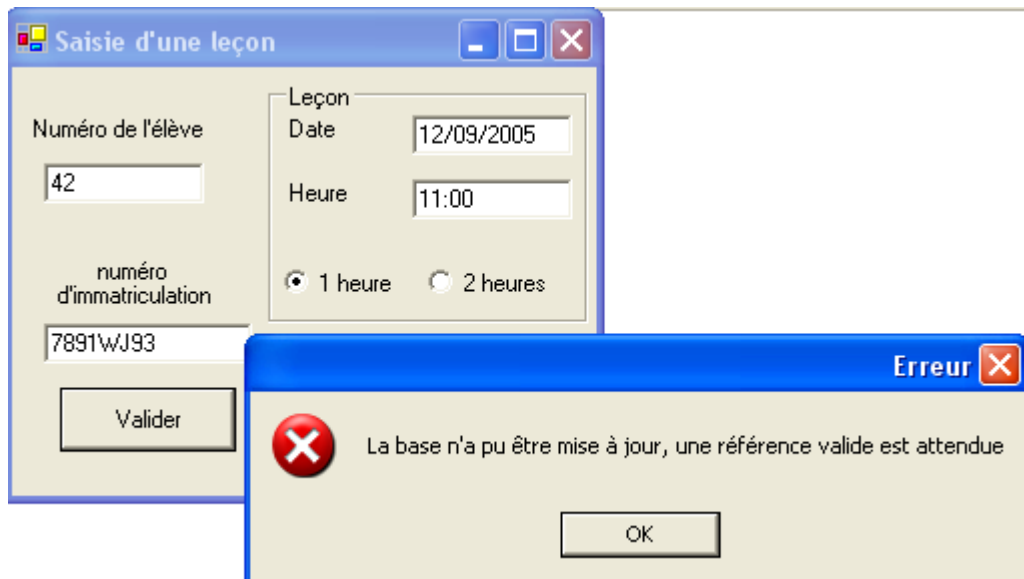 Saisie d'une leçon
Numéro de l'élève
42
numéro
d'immatriculation
7891WJ93
Valider
Leçon
Date
12/09/2005
Heure
11:00
1 heure
2 heures
Erreur
La base n'a pu être mise à jour, une référence valide est attendue
OK